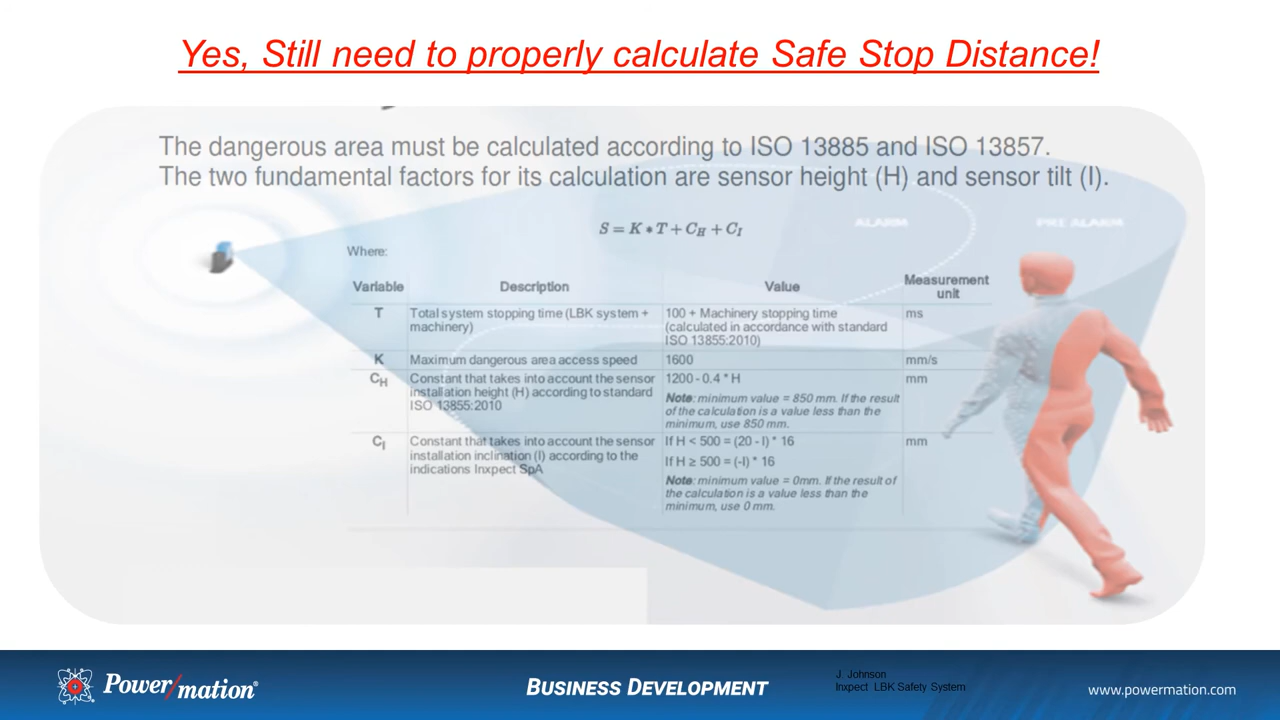 Yes, Still need to properly calculate Safe Stop Distance!
The dangerous area must be calculated according to ISO 13885 and ISO 13857.
The two fundamental factors for its calculation are sensor height (H) and sensor tilt (I).
ALARM
PRE ALARM
S = K * T + CH + CI
Where:
Variable Description Value Measurement unit
T Total system stopping time (LBK system + machinery) 100 + Machinery stopping time (calculated in accordance with standard ISO 13855:2010) ms
K Maximum dangerous area access speed 1600 mm/s
CH Constant that takes into account the sensor installation height (H) according to standard ISO 13855:2010 1200 - 0.4 * H mm
Note: minimum value = 850 mm. If the result of the calculation is a value less than the minimum, use 850 mm.
CI Constant that takes into account the sensor installation inclination (I) according to the indications Inxpect SpA If H < 500 = (20 - I) * 16 mm
If H ≥ 500 = (-I) * 16
Note: minimum value = 0mm. If the result of the calculation is a value less than the minimum, use 0 mm.
Power/mation®
BUSINESS DEVELOPMENT
J. Johnson
Inxpect LBK Safety System
www.powermation.com